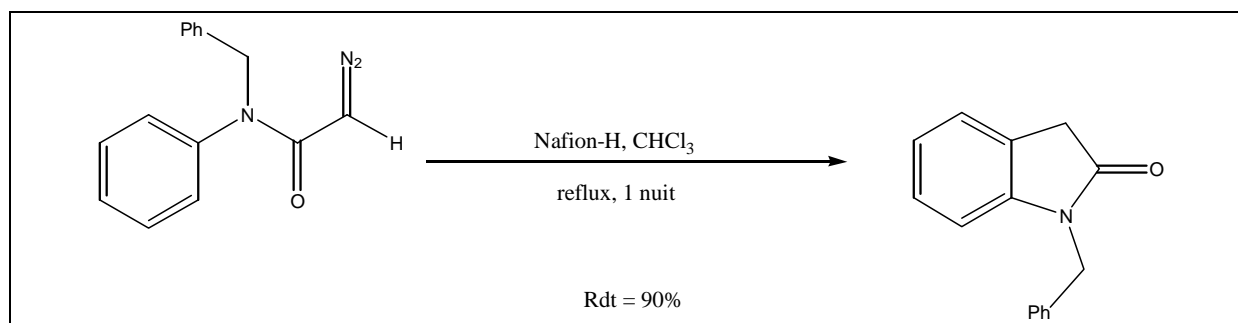 Ph
N2
N
H
O
Nafion-H, CHCl3
reflux, 1 nuit
Rdt = 90%
O
N
Ph